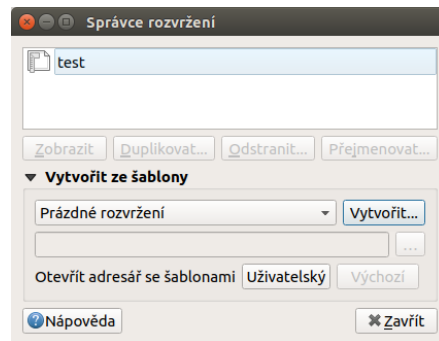 Správce rozvržení
test
Zobrazit Duplikovat... Odstranit... Přejmenovat...
Vytvořit ze šablony
Prázdné rozvržení Vytvořit...
...
Otevřít adresář se šablonami Uživatelský Výchozí
Nápověda Zavřít